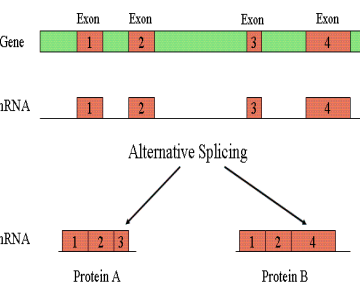 Exon Exon Exon Exon
Gene 1 2 3 4
nRNA 1 2 3 4
Alternative Splicing
nRNA 1 2 3 1 2 4
Protein A Protein B